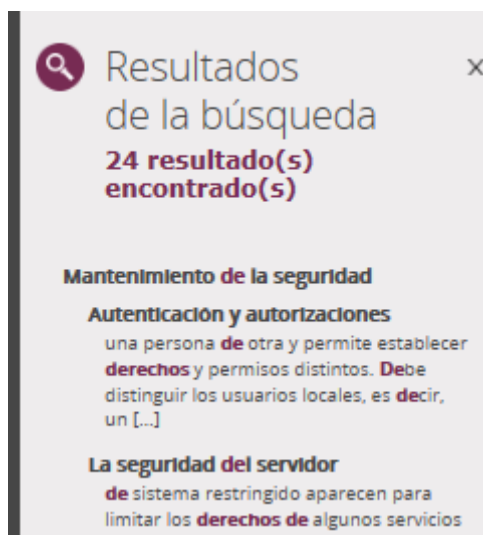 Resultados
de la búsqueda
24 resultado(s)
encontrado(s)
Mantenimiento de la seguridad
Autenticación y autorizaciones
una persona de otra y permite establecer
derechos y permisos distintos. Debe
distinguir los usuarios locales, es decir,
un [...]
La seguridad del servidor
de sistema restringido aparecen para
limitar los derechos de algunos servicios